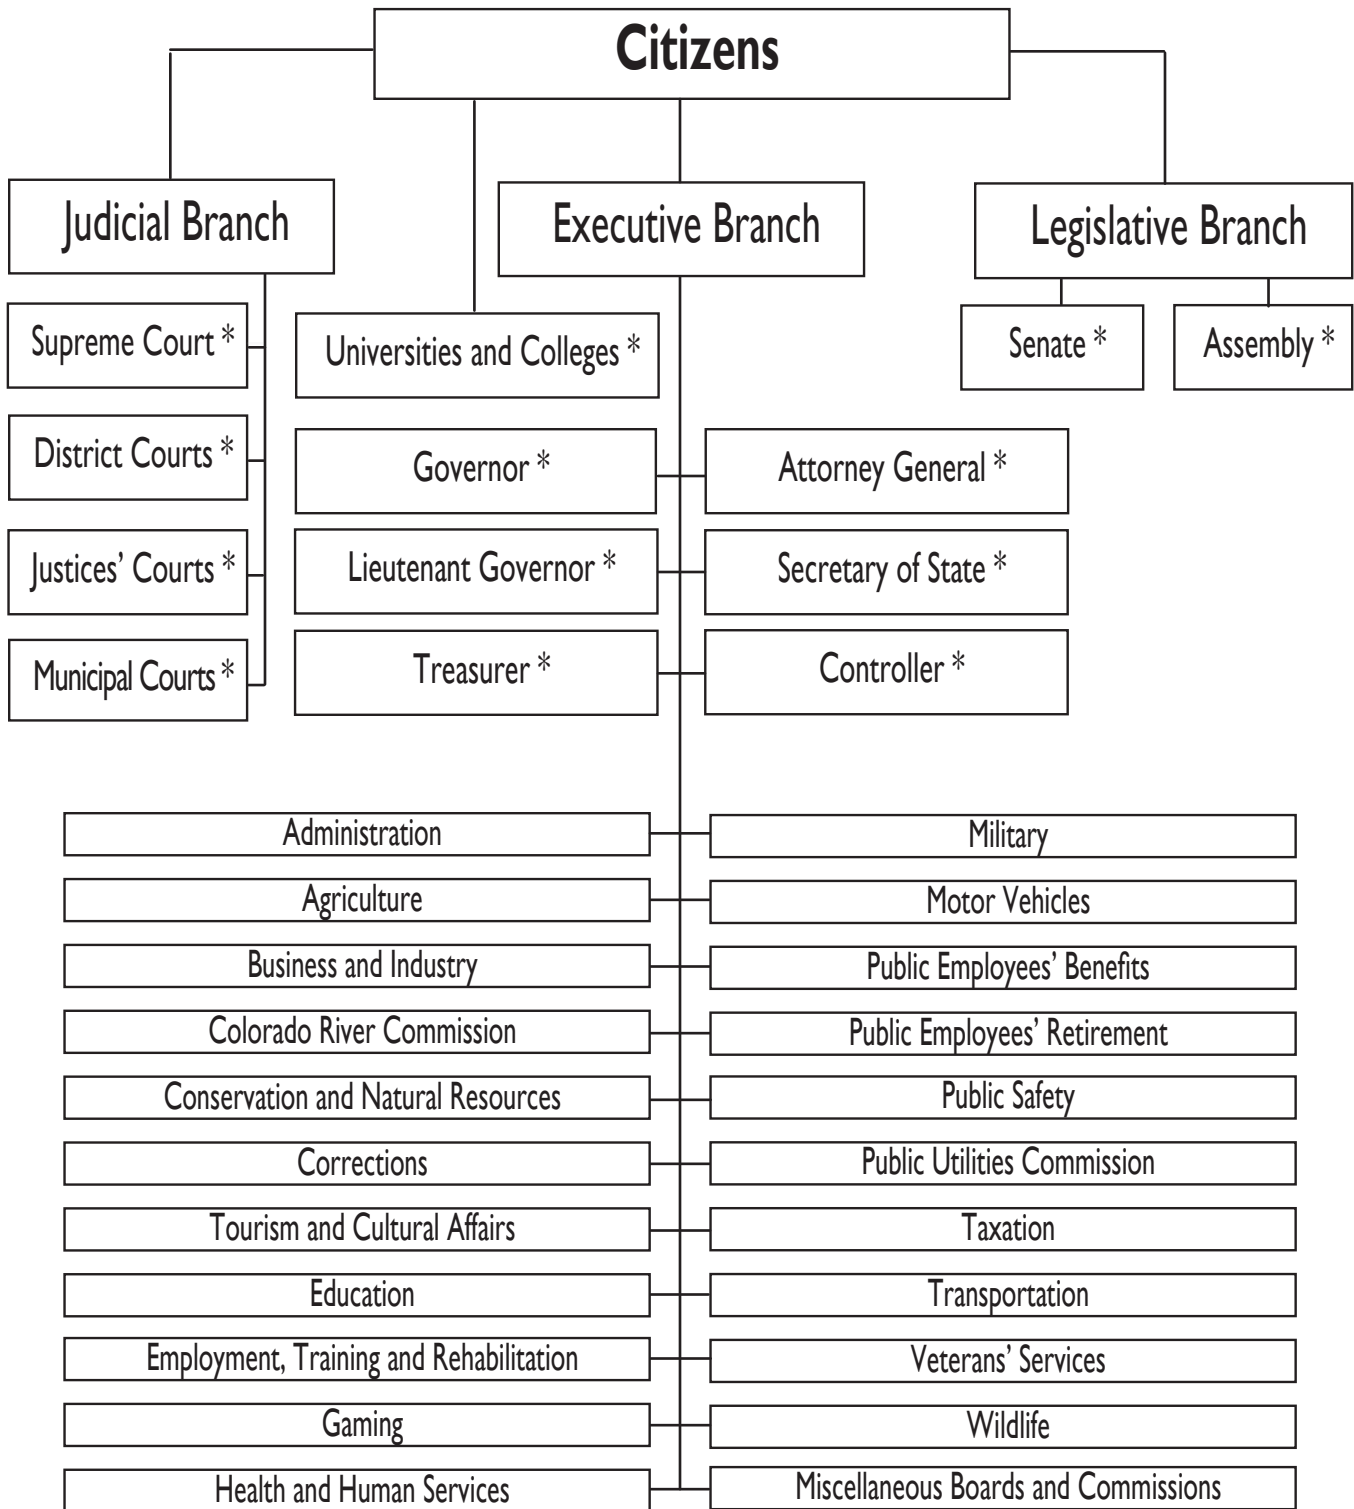 Citizens
Judicial Branch
Executive Branch
Legislative Branch
Supreme Court *
Universities and Colleges *
Senate *
Assembly *
District Courts *
Governor *
Attorney General *
Justices’ Courts *
Lieutenant Governor *
Secretary of State *
Municipal Courts *
Treasurer *
Controller *
Administration
Military
Agriculture
Motor Vehicles
Business and Industry
Public Employees’ Benefits
Colorado River Commission
Public Employees’ Retirement
Conservation and Natural Resources
Public Safety
Corrections
Public Utilities Commission
Tourism and Cultural Affairs
Taxation
Education
Transportation
Employment, Training and Rehabilitation
Veterans’ Services
Gaming
Wildlife
Health and Human Services
Miscellaneous Boards and Commissions